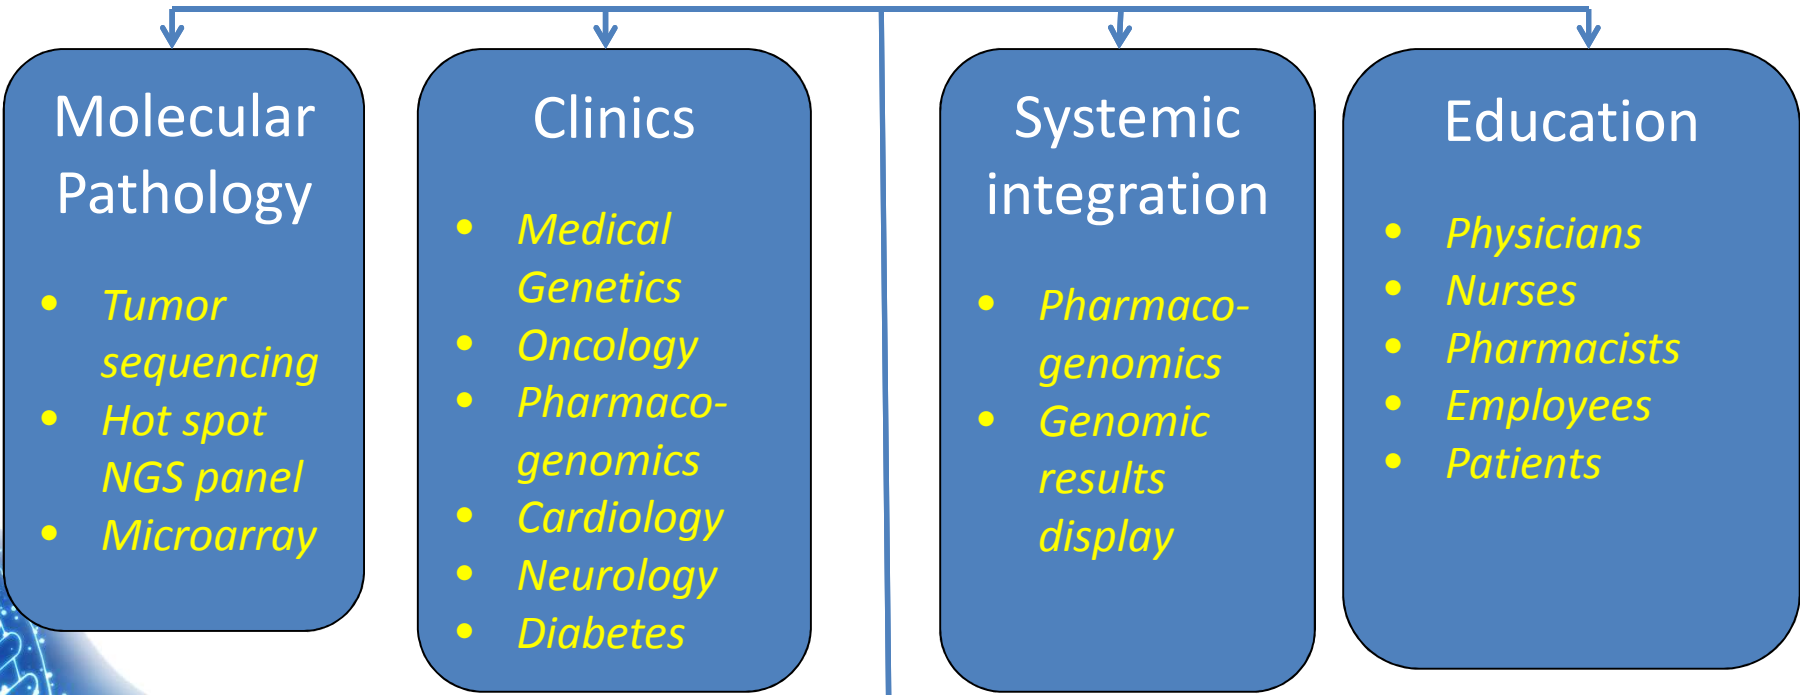 Molecular
Pathology
• Tumor
sequencing
• Hot spot
NGS panel
• Microarray
Clinics
• Medical
Genetics
• Oncology
• Pharmaco-
genomics
• Cardiology
• Neurology
• Diabetes
Systemic
integration
• Pharmaco-
genomics
• Genomic
results
display
Education
• Physicians
• Nurses
• Pharmacists
• Employees
• Patients